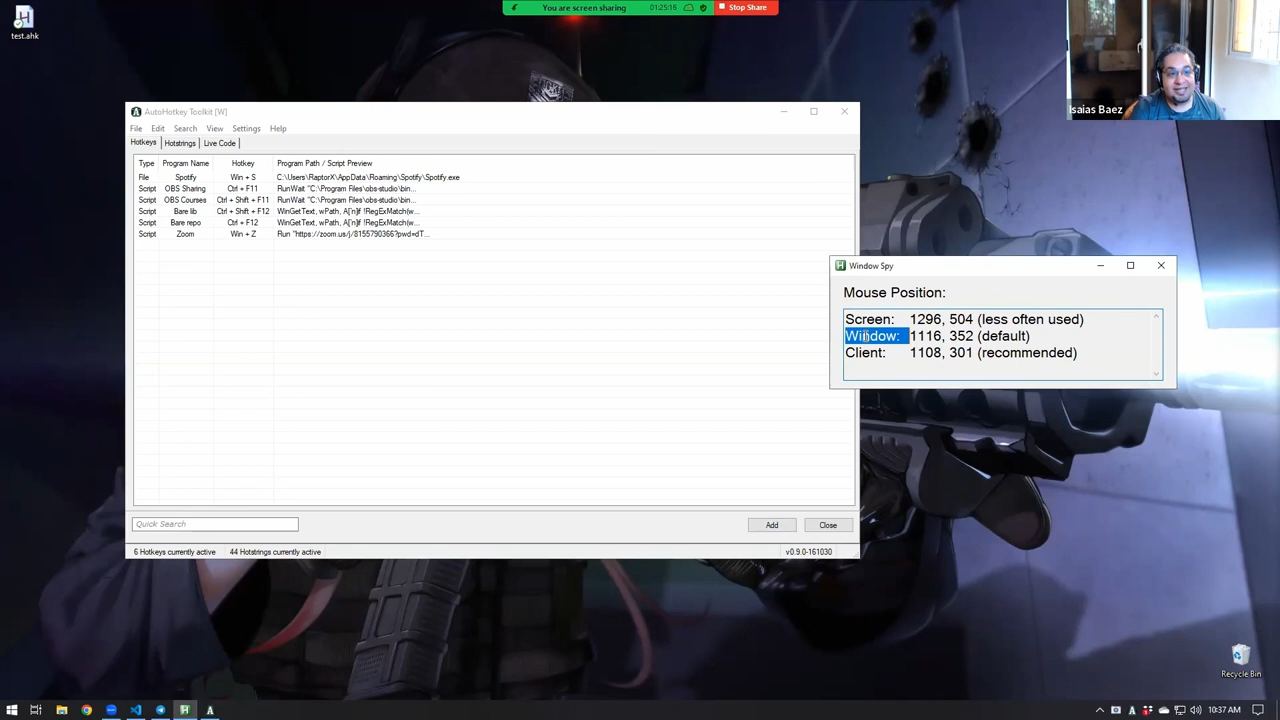 You are screen sharing
01:25:16
Stop Share
test.ahk
Isaias Baez
AutoHotkey Toolkit [W]
File Edit Search View Settings Help
Hotkeys Hotstrings Live Code
Type Program Name Hotkey Program Path / Script Preview
File Spotify Win + S C:\Users\RaptorX\AppData\Roaming\Spotify\Spotify.exe
Script OBS Sharing Ctrl + F11 RunWait "C:\Program Files\obs-studio\bin...
Script OBS Courses Ctrl + Shift + F11 RunWait "C:\Program Files\obs-studio\bin...
Script Bare lib Ctrl + Shift + F12 WinGetText, wPath, A[`n]if !RegExMatch(w...
Script Bare repo Ctrl + F12 WinGetText, wPath, A[`n]if !RegExMatch(w...
Script Zoom Win + Z Run "https://zoom.us/j/8155790366?pwd=dT...
Quick Search
Add Close
6 Hotkeys currently active 44 Hotstrings currently active v0.9.0-161030
Window Spy
Mouse Position:
Screen: 1296, 504 (less often used)
Window: 1116, 352 (default)
Client: 1108, 301 (recommended)
Recycle Bin
10:37 AM